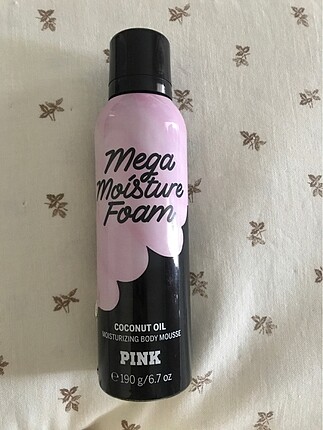 Mega
Moisture
Foam
COCONUT OIL
MOISTURIZING BODY MOUSSE
PINK
℮ 190 g/6.7 oz